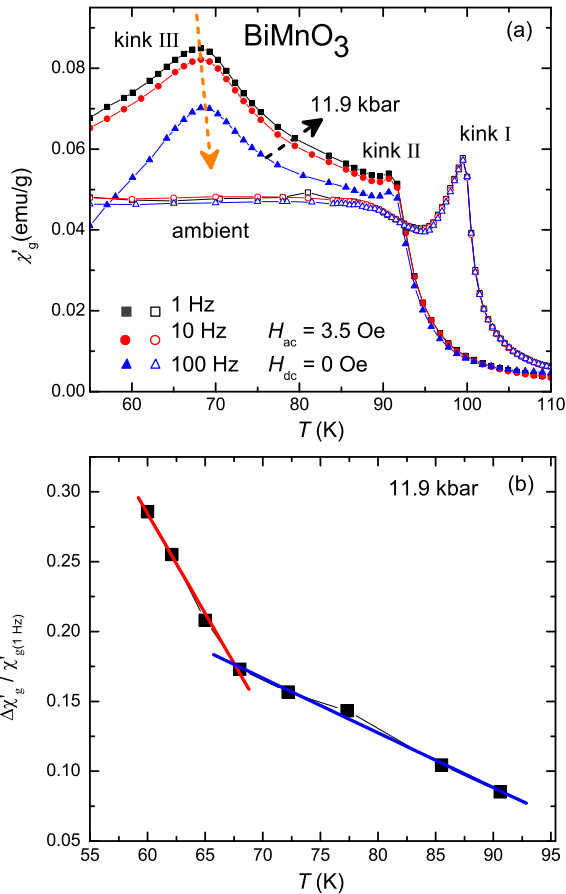 BiMnO3
(a)
kink III
11.9 kbar
kink II
kink I
ambient
1 Hz
10 Hz Hac = 3.5 Oe
100 Hz Hdc = 0 Oe
χ'g (emu/g)
0.08
0.06
0.04
0.02
0.00
60 70 80 90 100 110
T (K)
11.9 kbar (b)
Δχ'g / χ'g(1 Hz)
0.30
0.25
0.20
0.15
0.10
0.05
55 60 65 70 75 80 85 90 95
T (K)